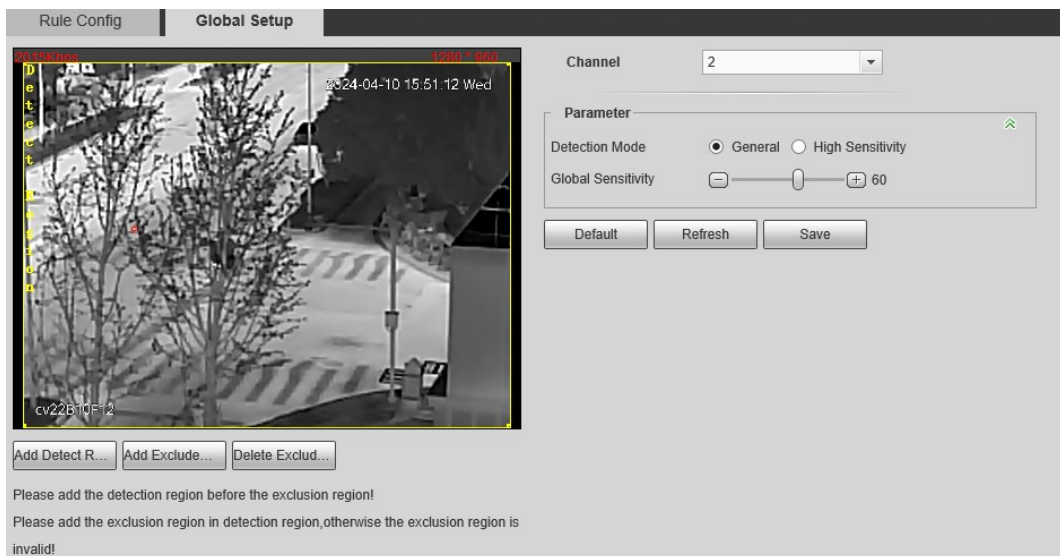 Rule Config
Global Setup
2015Kbps 1280 * 960
Detect Region
2024-04-10 15:51:12 Wed
cv22B10F12
Add Detect R... Add Exclude... Delete Exclud...
Please add the detection region before the exclusion region!
Please add the exclusion region in detection region,otherwise the exclusion region is
invalid!
Channel 2
Parameter
Detection Mode General High Sensitivity
Global Sensitivity 60
Default Refresh Save